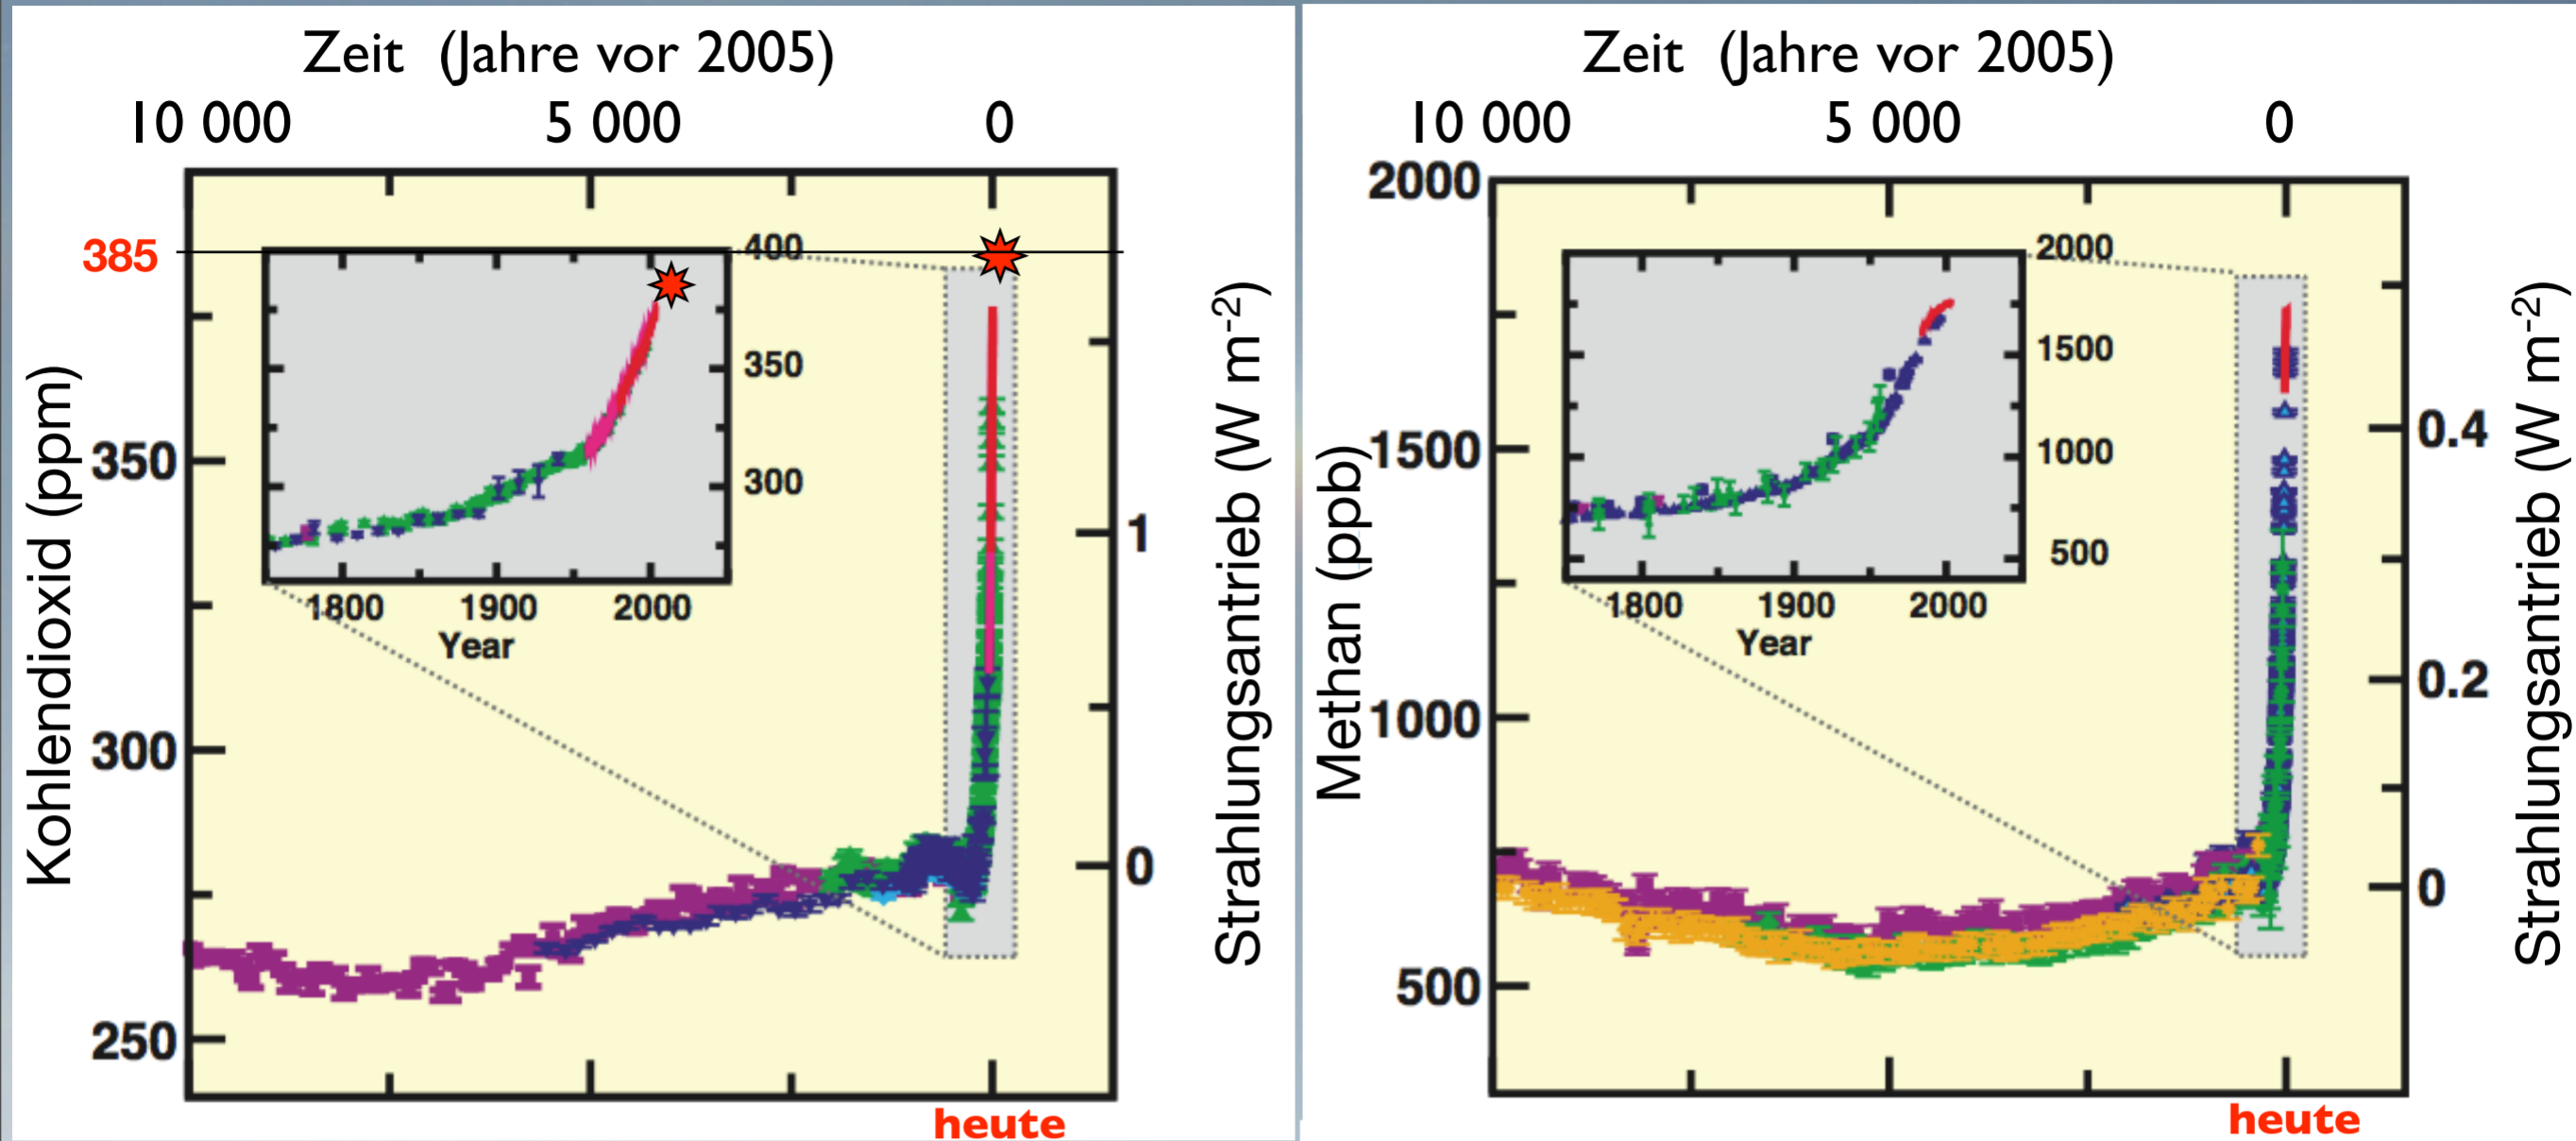 Zeit (Jahre vor 2005)
10 000 5 000 0
385
350
300
250
Kohlendioxid (ppm)
400
350
300
1800 1900 2000
Year
1
0
Strahlungsantrieb (W m-2)
heute
Zeit (Jahre vor 2005)
10 000 5 000 0
2000
1500
1000
500
Methan (ppb)
2000
1500
1000
500
1800 1900 2000
Year
0.4
0.2
0
Strahlungsantrieb (W m-2)
heute